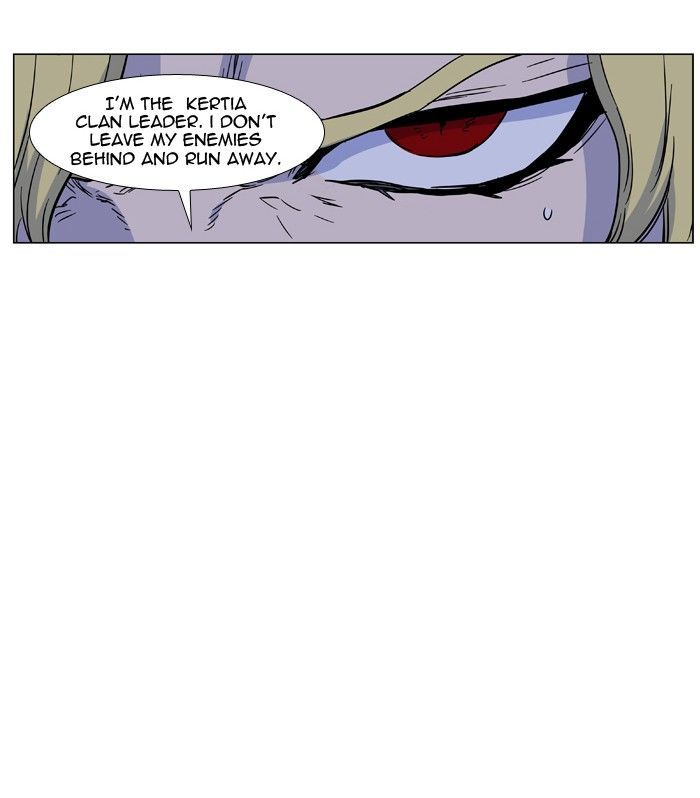 I'M THE KERTIA
CLAN LEADER. I DON'T
LEAVE MY ENEMIES
BEHIND AND RUN AWAY.